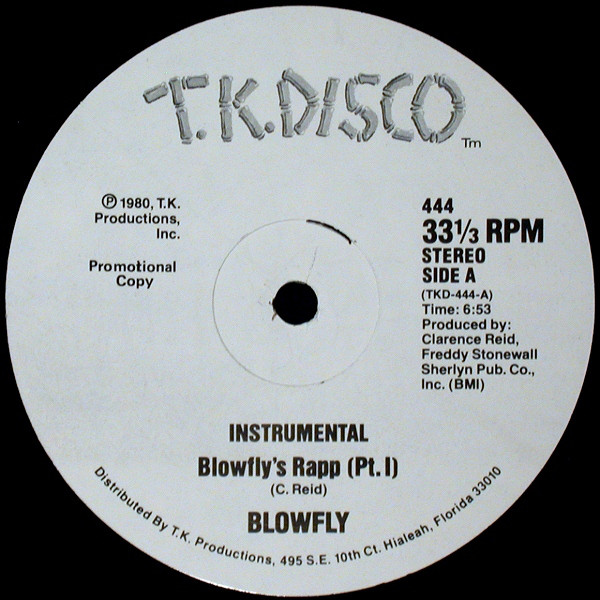 T.K.DISCO
Tm
℗ 1980, T.K.
Productions,
Inc.
Promotional
Copy
444
33⅓ RPM
STEREO
SIDE A
(TKD-444-A)
Time: 6:53
Produced by:
Clarence Reid,
Freddy Stonewall
Sherlyn Pub. Co.,
Inc. (BMI)
INSTRUMENTAL
Blowfly's Rapp (Pt. I)
(C. Reid)
BLOWFLY
Distributed By T.K. Productions, 495 S.E. 10th Ct. Hialeah, Florida 33010